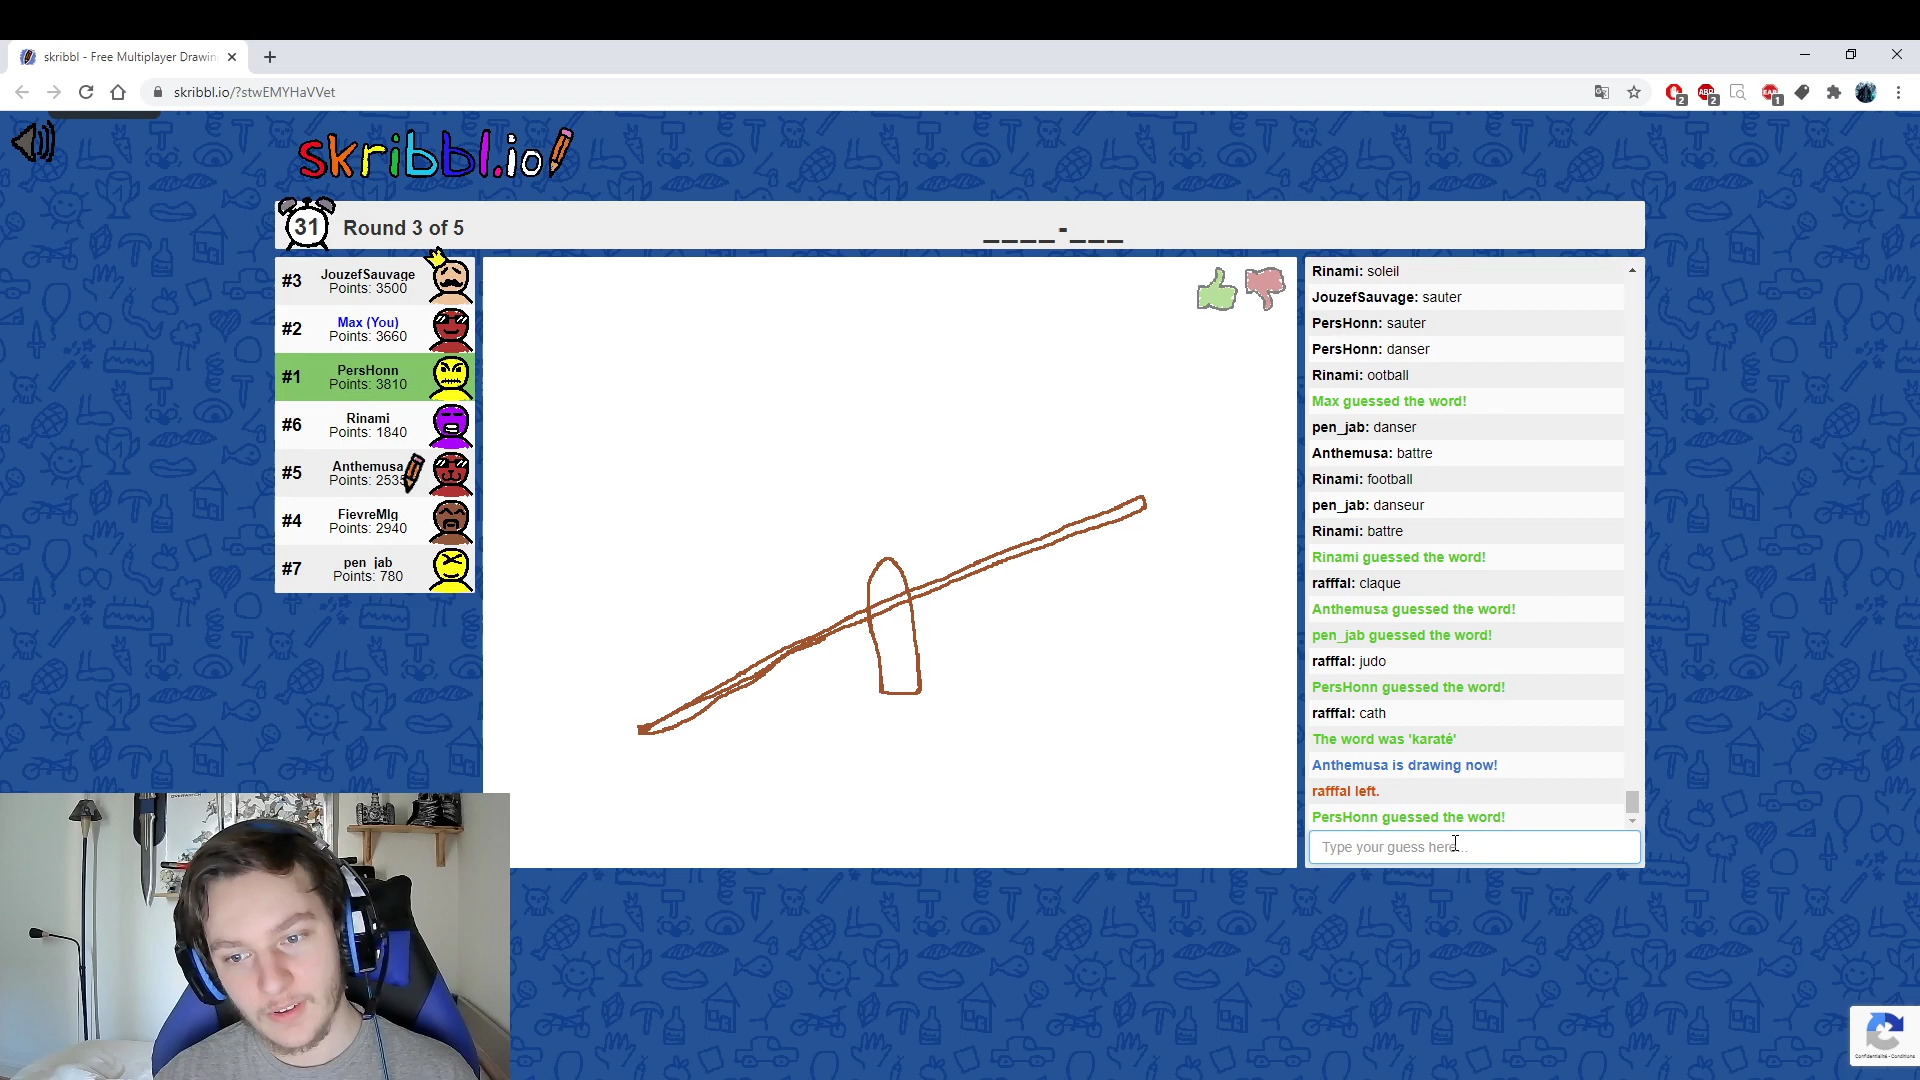 skribbl - Free Multiplayer Drawin
skribbl.io/?stwEMYHaVVet
skribbl.io
31
Round 3 of 5
____-___
#3 JouzefSauvage
Points: 3500
#2 Max (You)
Points: 3660
#1 PersHonn
Points: 3810
#6 Rinami
Points: 1840
#5 Anthemusa
Points: 2535
#4 FievreMlg
Points: 2940
#7 pen_jab
Points: 780
Rinami: soleil
JouzefSauvage: sauter
PersHonn: sauter
PersHonn: danser
Rinami: ootball
Max guessed the word!
pen_jab: danser
Anthemusa: battre
Rinami: football
pen_jab: danseur
Rinami: battre
Rinami guessed the word!
rafffal: claque
Anthemusa guessed the word!
pen_jab guessed the word!
rafffal: judo
PersHonn guessed the word!
rafffal: cath
The word was 'karaté'
Anthemusa is drawing now!
rafffal left.
PersHonn guessed the word!
Type your guess here...
Confidentialité - Conditions